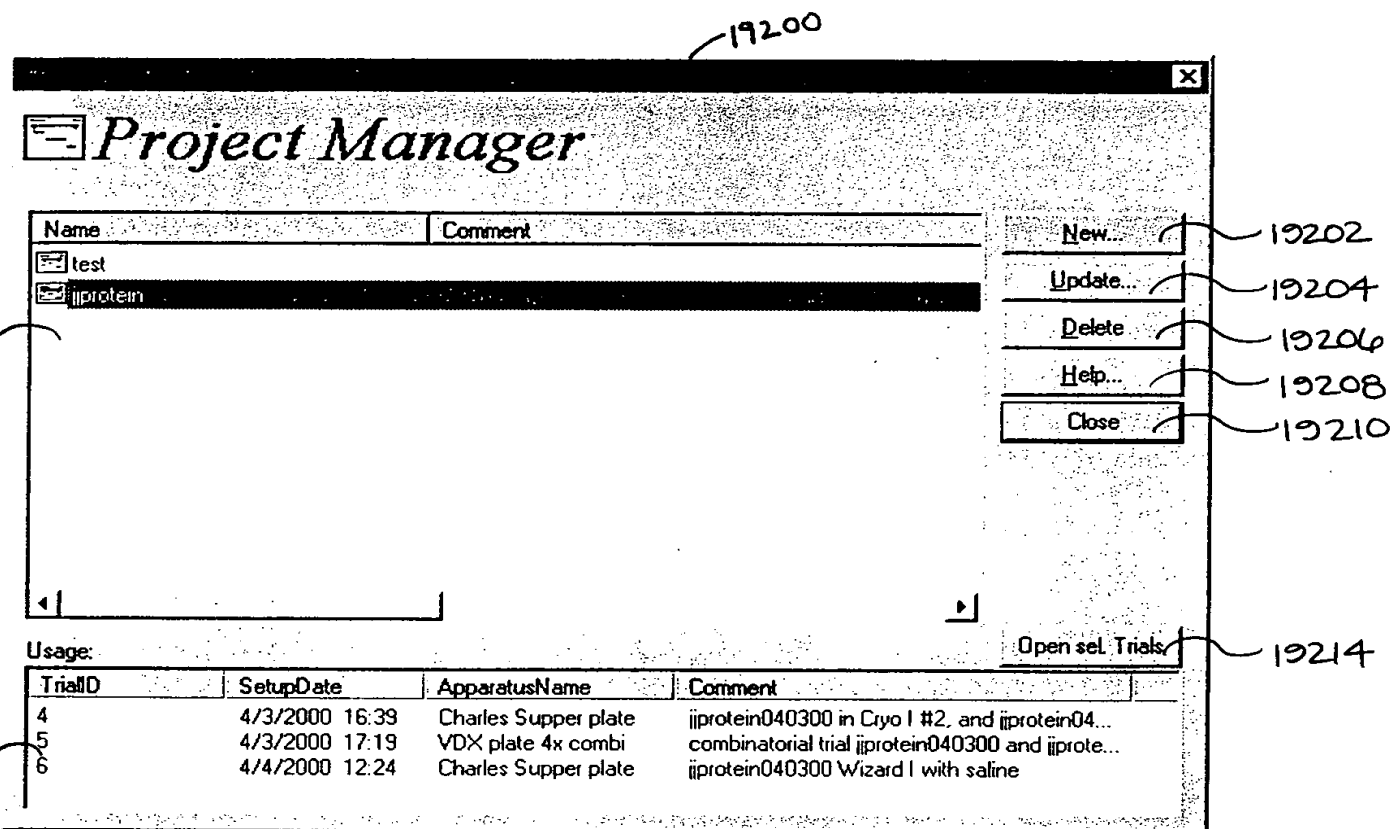 19200
Project Manager
Name Comment
test
jjprotein
New...
Update...
Delete
Help...
Close
19202
19204
19206
19208
19210
Usage:
Open sel. Trials
19214
TrialID SetupDate ApparatusName Comment
4 4/3/2000 16:39 Charles Supper plate jjprotein040300 in Cryo I #2, and jjprotein04...
5 4/3/2000 17:19 VDX plate 4x combi combinatorial trial jjprotein040300 and jjprote...
6 4/4/2000 12:24 Charles Supper plate jjprotein040300 Wizard I with saline